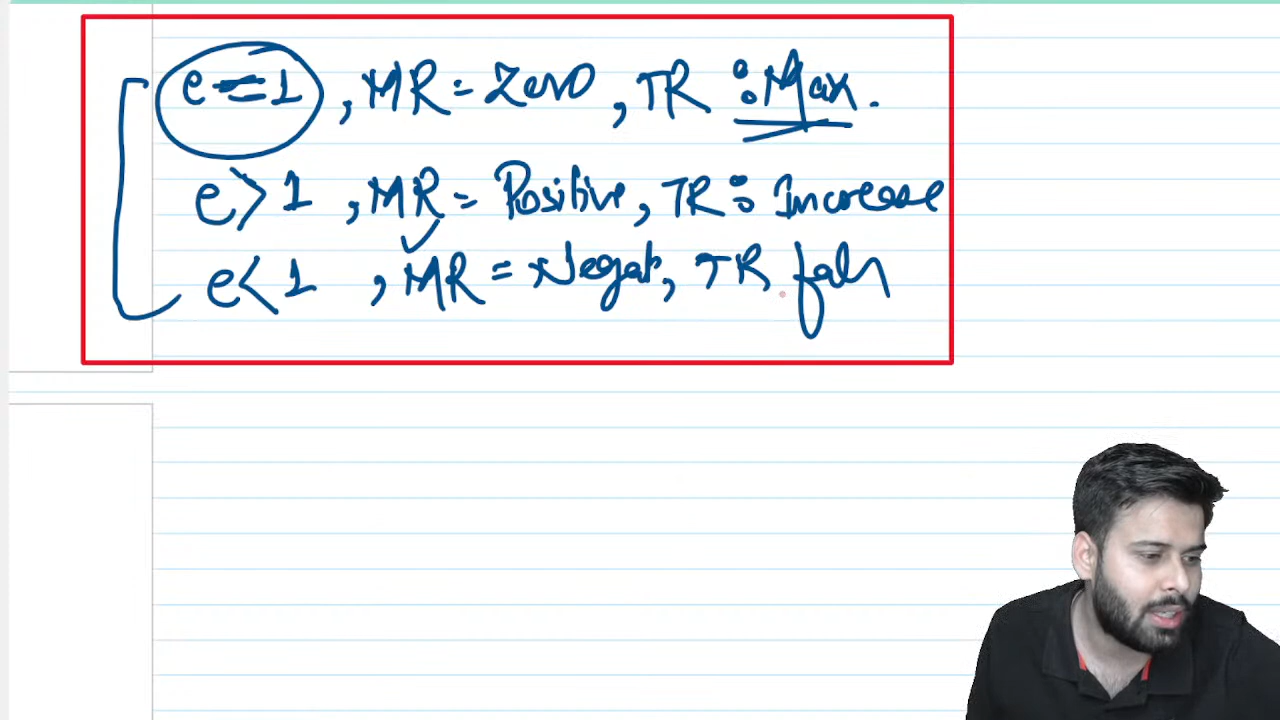 e = 1, MR = Zero, TR : Max.
e > 1, MR = Positive, TR : Increase
e < 1, MR = Negat, TR fall